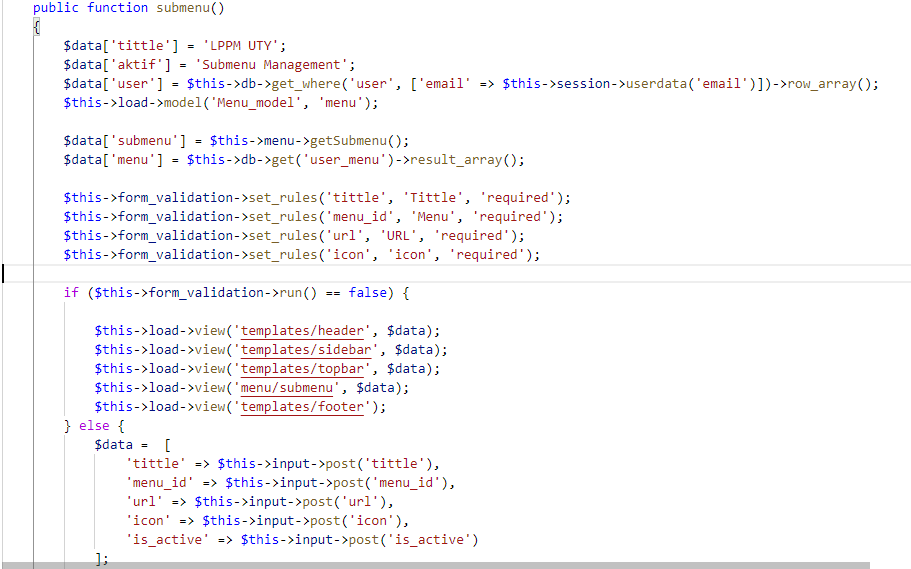 public function submenu()
{
$data['tittle'] = 'LPPM UTY';
$data['aktif'] = 'Submenu Management';
$data['user'] = $this->db->get_where('user', ['email' => $this->session->userdata('email')])->row_array();
$this->load->model('Menu_model', 'menu');
$data['submenu'] = $this->menu->getSubmenu();
$data['menu'] = $this->db->get('user_menu')->result_array();
$this->form_validation->set_rules('tittle', 'Tittle', 'required');
$this->form_validation->set_rules('menu_id', 'Menu', 'required');
$this->form_validation->set_rules('url', 'URL', 'required');
$this->form_validation->set_rules('icon', 'icon', 'required');
if ($this->form_validation->run() == false) {
$this->load->view('templates/header', $data);
$this->load->view('templates/sidebar', $data);
$this->load->view('templates/topbar', $data);
$this->load->view('menu/submenu', $data);
$this->load->view('templates/footer');
} else {
$data =  [
'tittle' => $this->input->post('tittle'),
'menu_id' => $this->input->post('menu_id'),
'url' => $this->input->post('url'),
'icon' => $this->input->post('icon'),
'is_active' => $this->input->post('is_active')
];